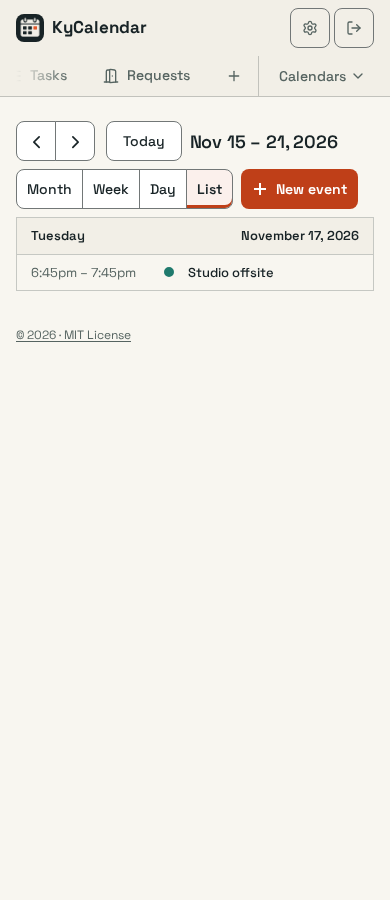 KyCalendar
Tasks Requests Calendars
Today Nov 15 – 21, 2026
Month Week Day List New event
Tuesday November 17, 2026
6:45pm – 7:45pm Studio offsite
© 2026 · MIT License